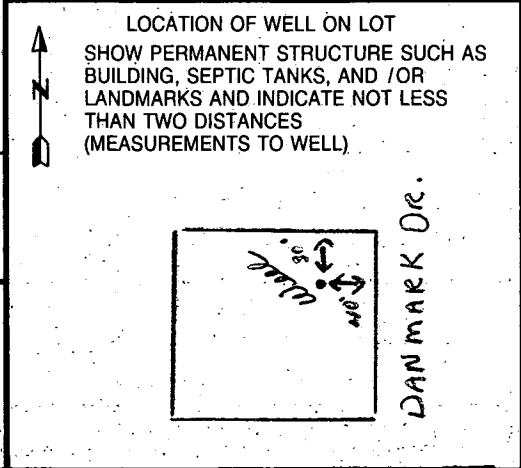 LOCATION OF WELL ON LOT
SHOW PERMANENT STRUCTURE SUCH AS
BUILDING, SEPTIC TANKS, AND /OR
LANDMARKS AND INDICATE NOT LESS
THAN TWO DISTANCES
(MEASUREMENTS TO WELL)
N
80'
Well
40'
DANMARK DR.